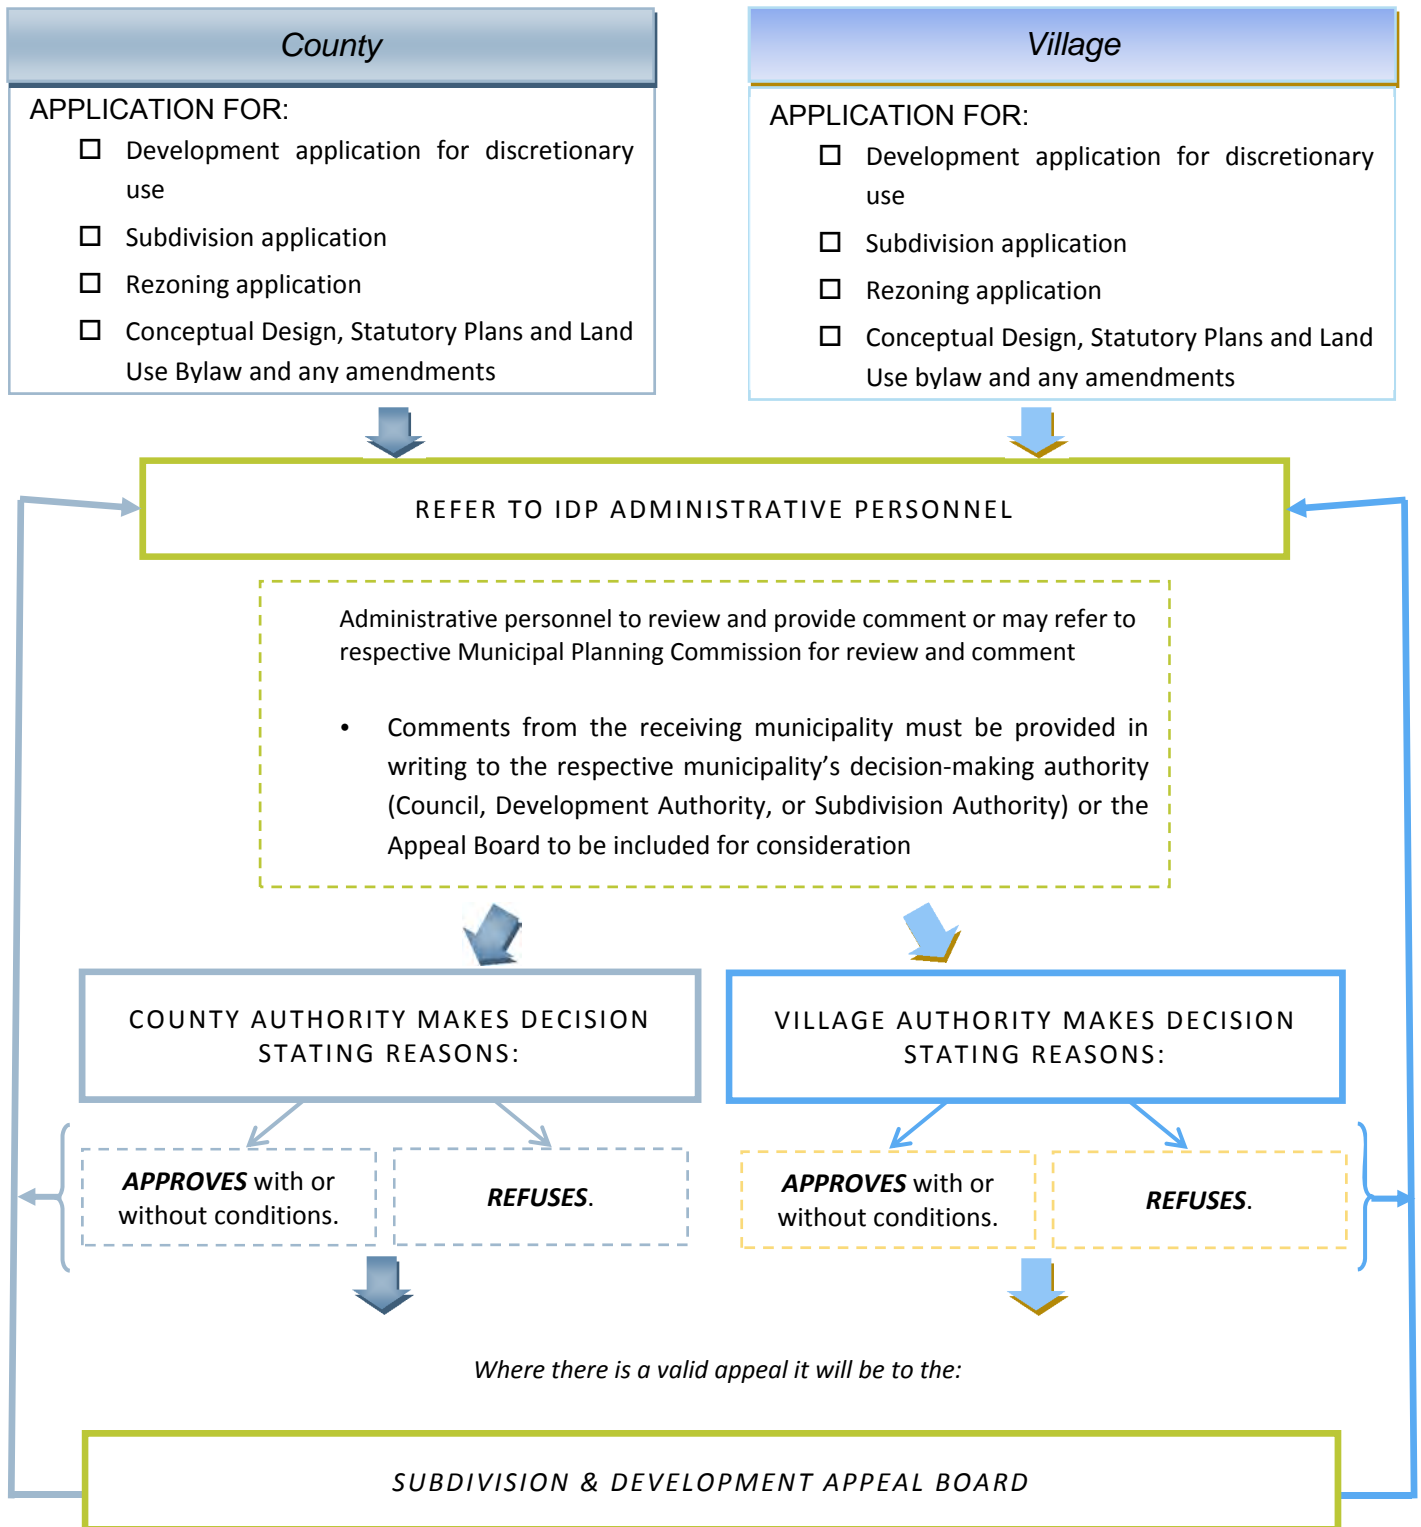 County
APPLICATION FOR:
☐ Development application for discretionary
use
☐ Subdivision application
☐ Rezoning application
☐ Conceptual Design, Statutory Plans and Land
Use Bylaw and any amendments
Village
APPLICATION FOR:
☐ Development application for discretionary
use
☐ Subdivision application
☐ Rezoning application
☐ Conceptual Design, Statutory Plans and Land
Use bylaw and any amendments
REFER TO IDP ADMINISTRATIVE PERSONNEL
Administrative personnel to review and provide comment or may refer to
respective Municipal Planning Commission for review and comment
• Comments from the receiving municipality must be provided in
writing to the respective municipality’s decision-making authority
(Council, Development Authority, or Subdivision Authority) or the
Appeal Board to be included for consideration
COUNTY AUTHORITY MAKES DECISION
STATING REASONS:
APPROVES with or
without conditions.
REFUSES.
VILLAGE AUTHORITY MAKES DECISION
STATING REASONS:
APPROVES with or
without conditions.
REFUSES.
Where there is a valid appeal it will be to the:
SUBDIVISION & DEVELOPMENT APPEAL BOARD